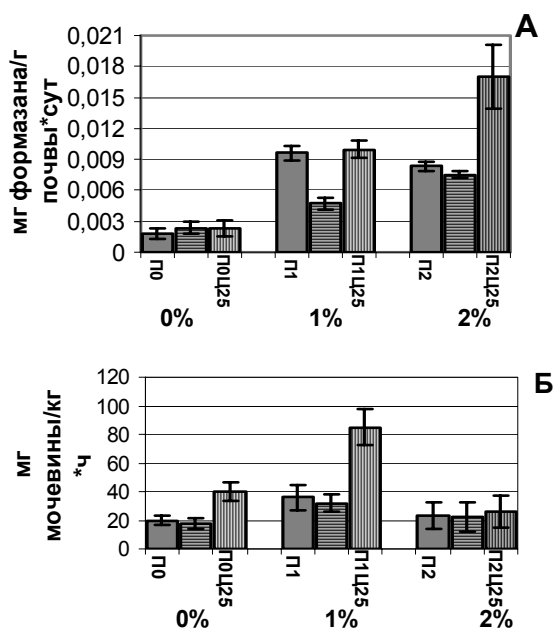 А
мг формазана/г
почвы*сут
0,021
0,018
0,015
0,012
0,009
0,006
0,003
0
П0
П0Ц25
П1
П1Ц25
П2
П2Ц25
0%
1%
2%
Б
мг
мочевины/кг
*ч
120
100
80
60
40
20
0
П0
П0Ц25
П1
П1Ц25
П2
П2Ц25
0%
1%
2%